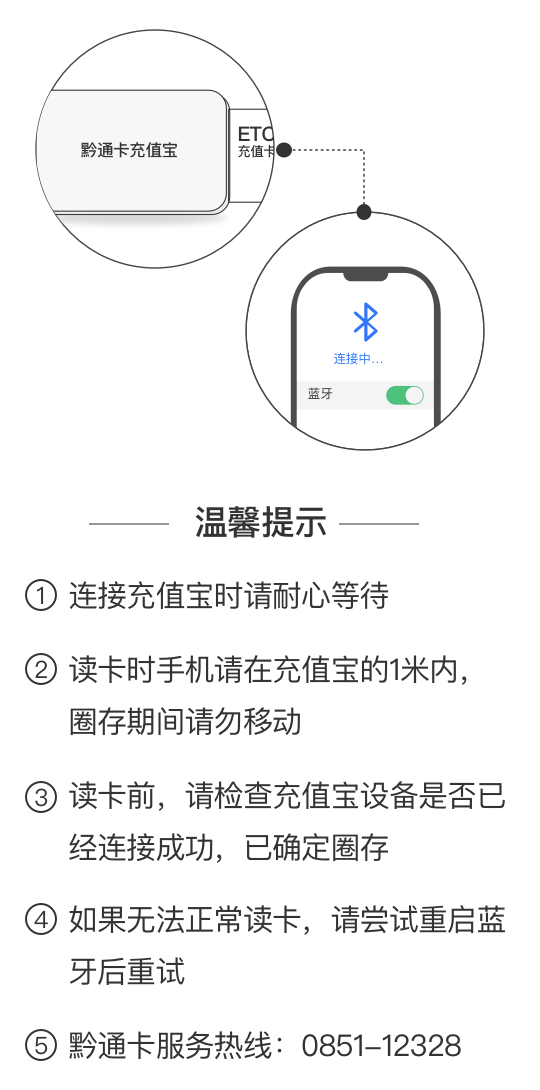 黔通卡充值宝
ETC
充值卡
连接中...
蓝牙
温馨提示
① 连接充值宝时请耐心等待
② 读卡时手机请在充值宝的1米内，
圈存期间请勿移动
③ 读卡前，请检查充值宝设备是否已
经连接成功，已确定圈存
④ 如果无法正常读卡，请尝试重启蓝
牙后重试
⑤ 黔通卡服务热线：0851–12328